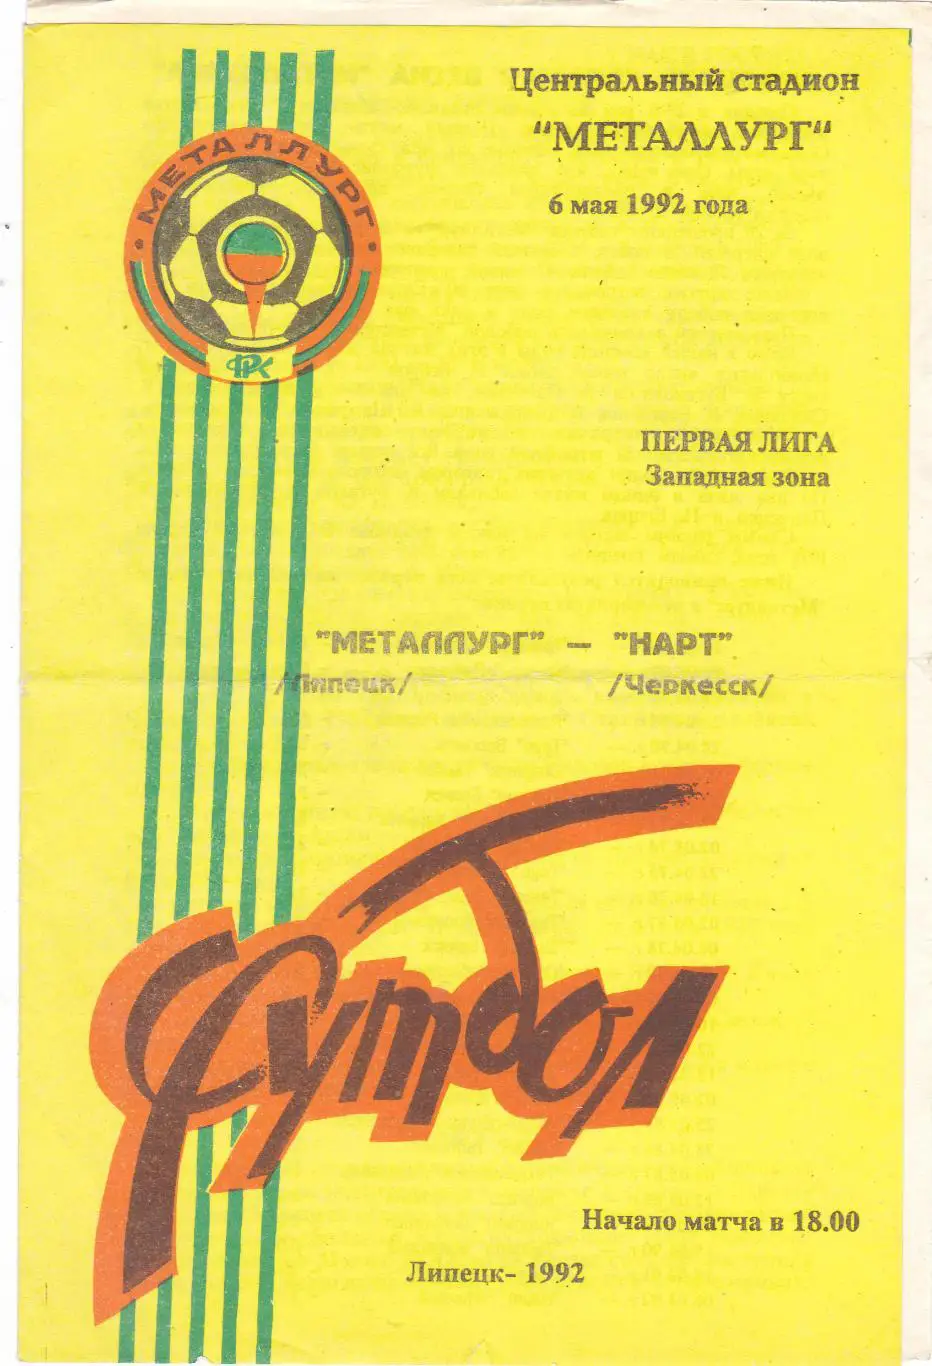 Центральный стадион
"МЕТАЛЛУРГ"
6 мая 1992 года
МЕТАЛЛУРГ
ФК
ПЕРВАЯ ЛИГА
Западная зона
"МЕТАЛЛУРГ" — "НАРТ"
/Липецк/ /Черкесск/
Футбол
Начало матча в 18.00
Липецк- 1992